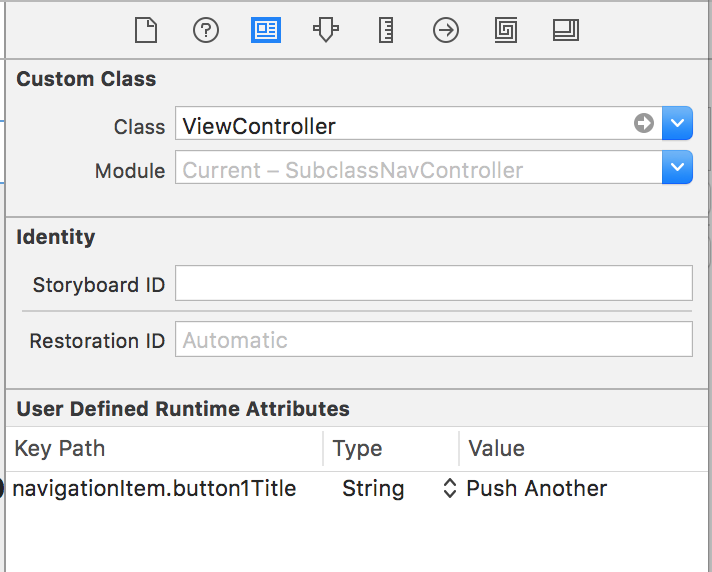 Custom Class
Class ViewController
Module Current – SubclassNavController
Identity
Storyboard ID
Restoration ID Automatic
User Defined Runtime Attributes
Key Path Type Value
navigationItem.button1Title String Push Another